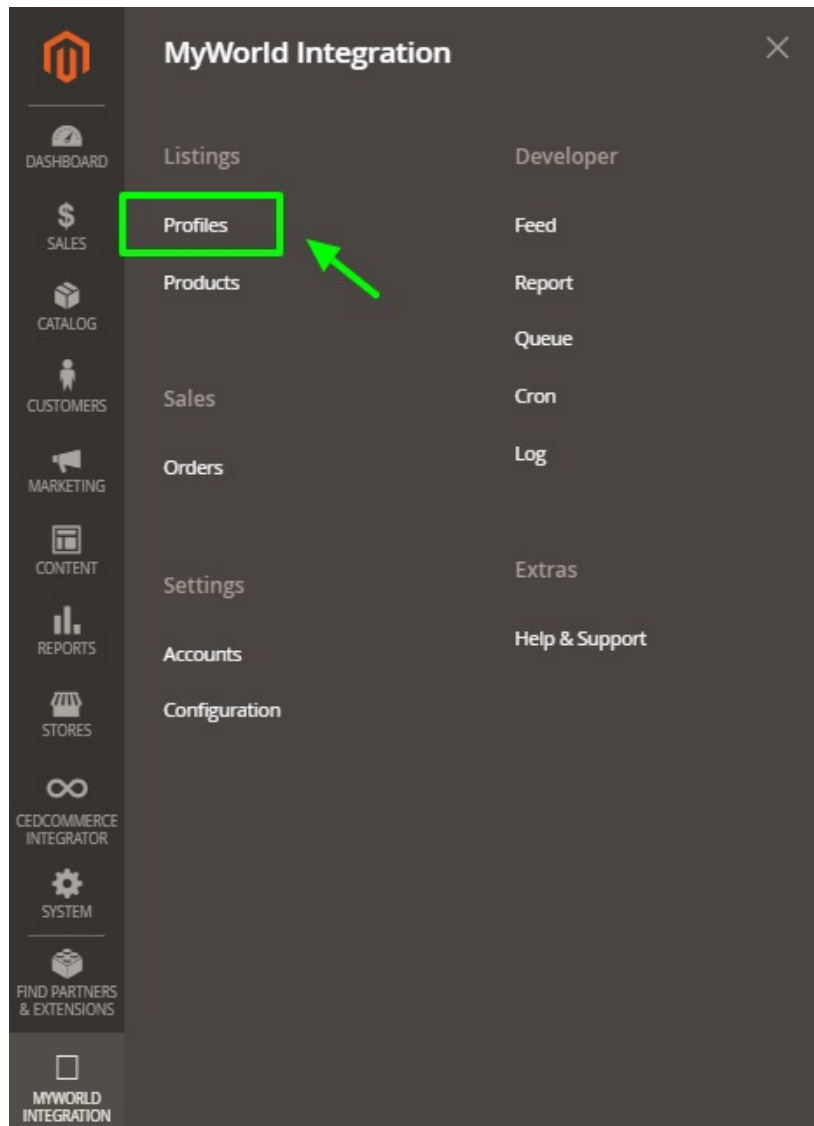 MyWorld Integration
DASHBOARD
SALES
CATALOG
CUSTOMERS
MARKETING
CONTENT
REPORTS
STORES
CEDCOMMERCE
INTEGRATOR
SYSTEM
FIND PARTNERS
& EXTENSIONS
MYWORLD
INTEGRATION
Listings
Profiles
Products
Sales
Orders
Settings
Accounts
Configuration
Developer
Feed
Report
Queue
Cron
Log
Extras
Help & Support